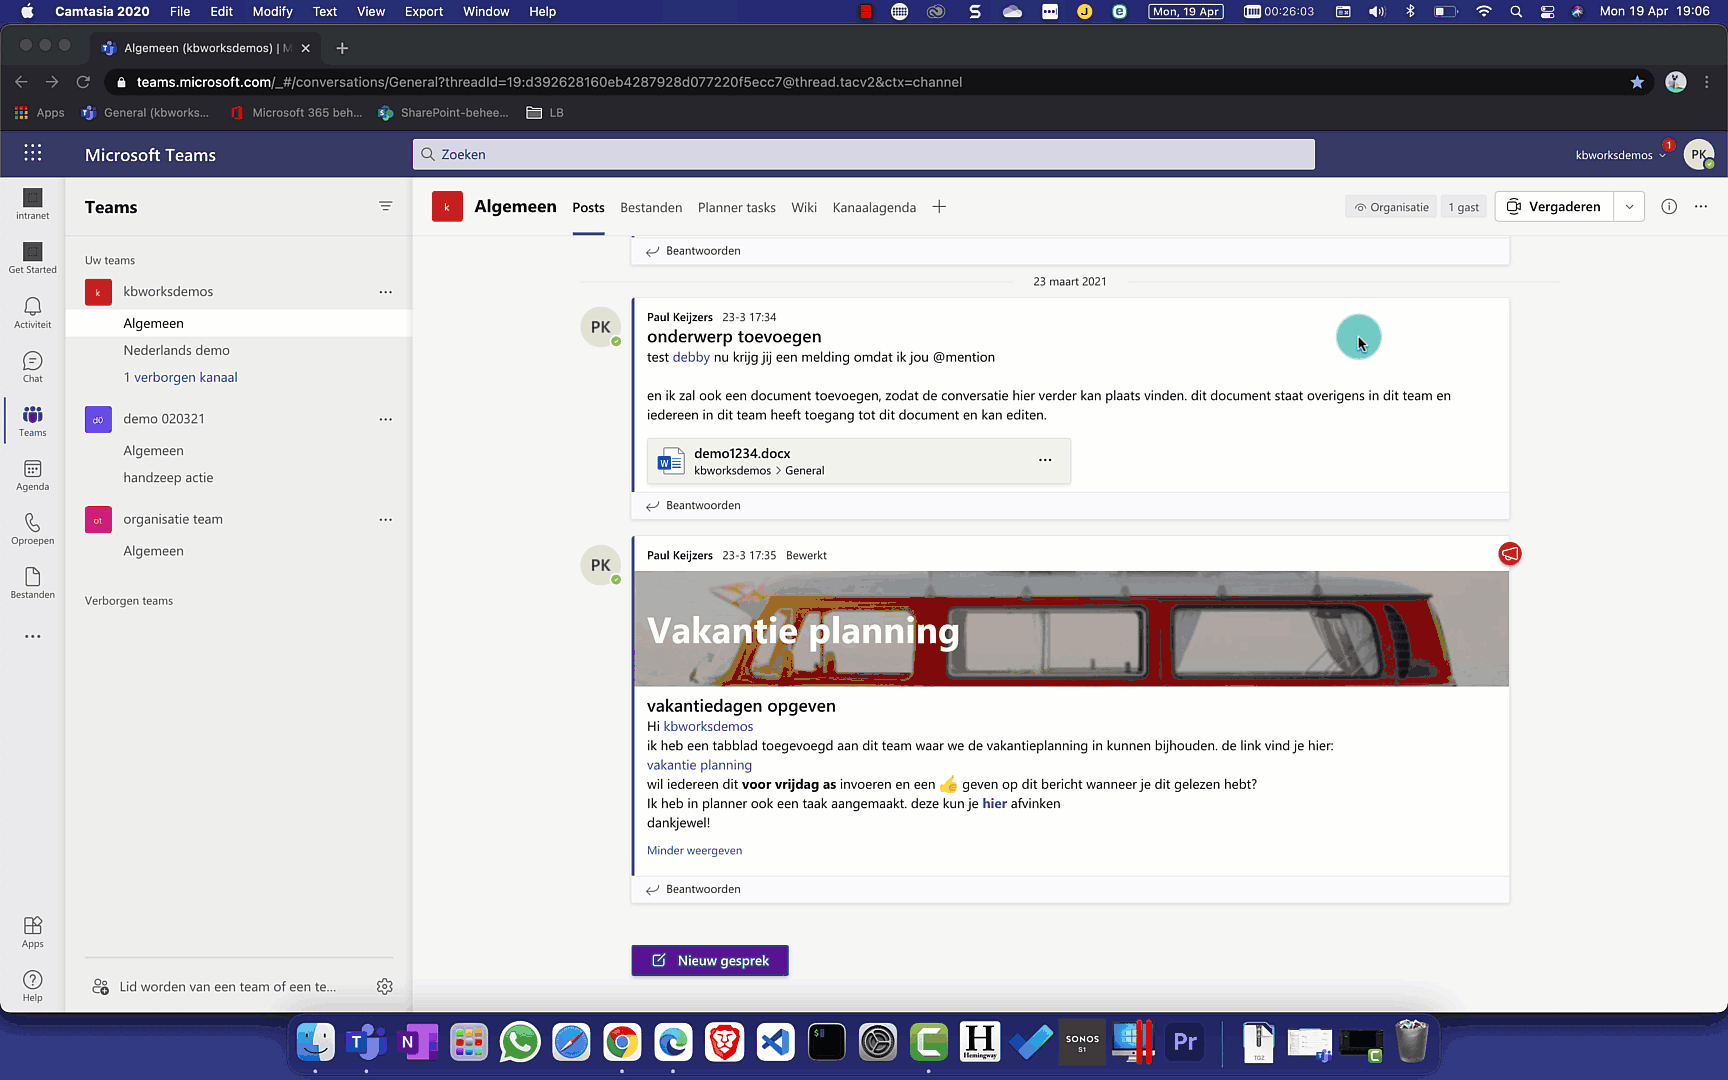 Camtasia 2020 File Edit Modify Text View Export Window Help Mon, 19 Apr 00:26:03 Mon 19 Apr 19:06
Algemeen (kbworksdemos) | M
teams.microsoft.com/_#/conversations/General?threadId=19:d392628160eb4287928d077220f5ecc7@thread.tacv2&ctx=channel
Apps General (kbworks... Microsoft 365 beh... SharePoint-behee... LB
Microsoft Teams
Zoeken
kbworksdemos 1 PK
intranet
Get Started
Activiteit
Chat
Teams
Agenda
Oproepen
Bestanden
Apps
Help
Teams
Uw teams
k kbworksdemos
Algemeen
Nederlands demo
1 verborgen kanaal
d0 demo 020321
Algemeen
handzeep actie
ot organisatie team
Algemeen
Verborgen teams
Lid worden van een team of een te...
k Algemeen Posts Bestanden Planner tasks Wiki Kanaalagenda
Organisatie 1 gast Vergaderen
Beantwoorden
23 maart 2021
PK
Paul Keijzers 23-3 17:34
onderwerp toevoegen
test debby nu krijg jij een melding omdat ik jou @mention
en ik zal ook een document toevoegen, zodat de conversatie hier verder kan plaats vinden. dit document staat overigens in dit team en
iedereen in dit team heeft toegang tot dit document en kan editen.
demo1234.docx
kbworksdemos > General
Beantwoorden
PK
Paul Keijzers 23-3 17:35 Bewerkt
Vakantie planning
vakantiedagen opgeven
Hi kbworksdemos
ik heb een tabblad toegevoegd aan dit team waar we de vakantieplanning in kunnen bijhouden. de link vind je hier:
vakantie planning
wil iedereen dit voor vrijdag as invoeren en een 👍 geven op dit bericht wanneer je dit gelezen hebt?
Ik heb in planner ook een taak aangemaakt. deze kun je hier afvinken
dankjewel!
Minder weergeven
Beantwoorden
Nieuw gesprek
H
Hemingway
SONOS
S1
Pr
TGZ